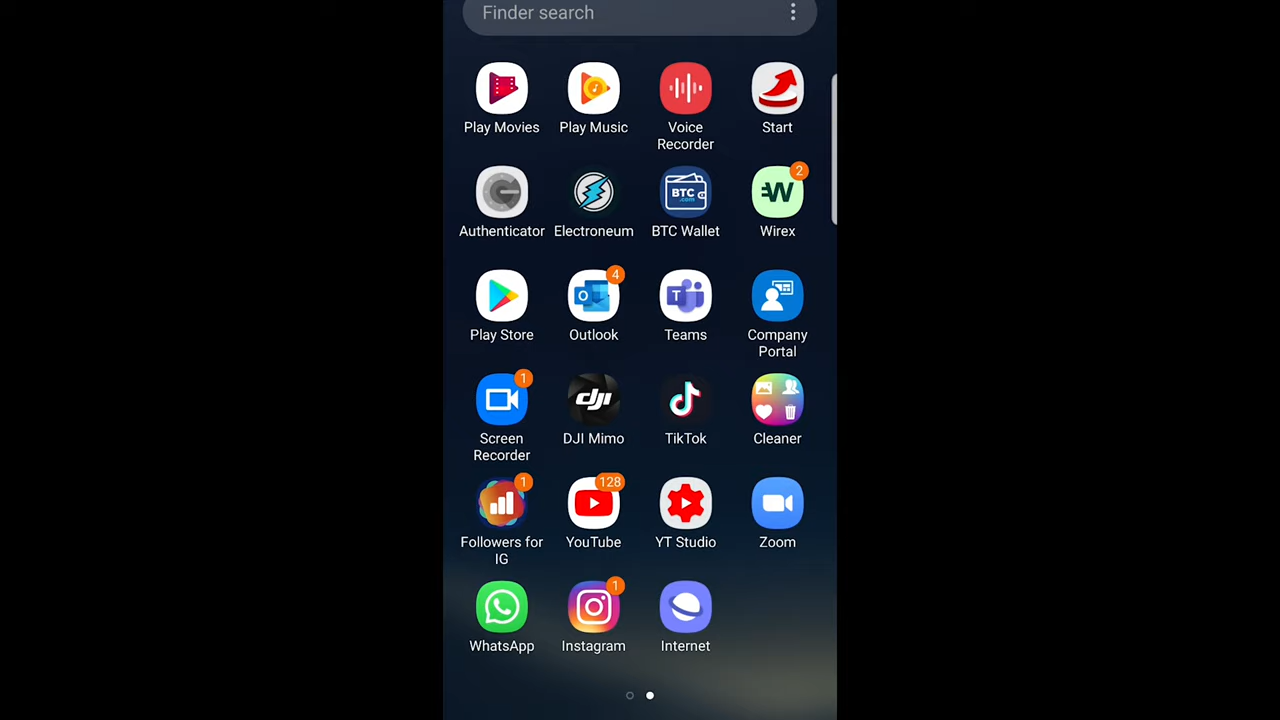 Finder search
Play Movies
Play Music
Voice
Recorder
Start
Authenticator
Electroneum
BTC
.com
BTC Wallet
2
W
Wirex
Play Store
4
O
Outlook
T
Teams
Company
Portal
1
Screen
Recorder
dji
DJI Mimo
TikTok
Cleaner
1
Followers for
IG
128
YouTube
YT Studio
Zoom
WhatsApp
1
Instagram
Internet